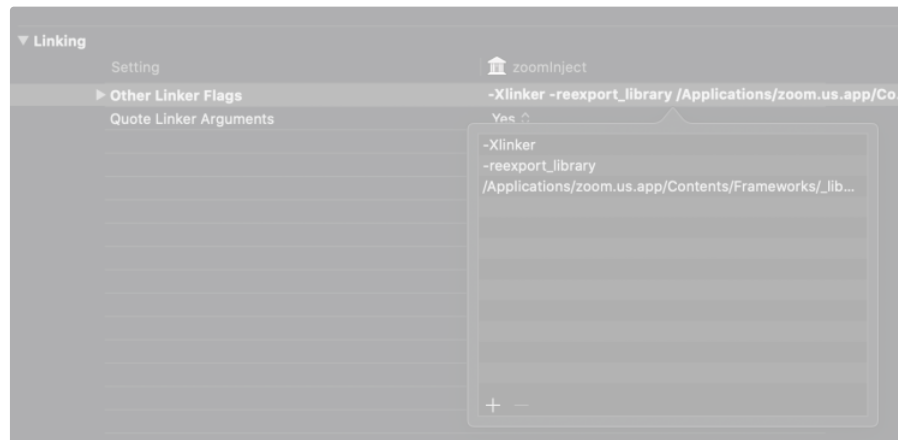 Linking
Setting
zoomInject
Other Linker Flags
-Xlinker -reexport_library /Applications/zoom.us.app/Co
Quote Linker Arguments
Yes
-Xlinker
-reexport_library
/Applications/zoom.us.app/Contents/Frameworks/_lib...